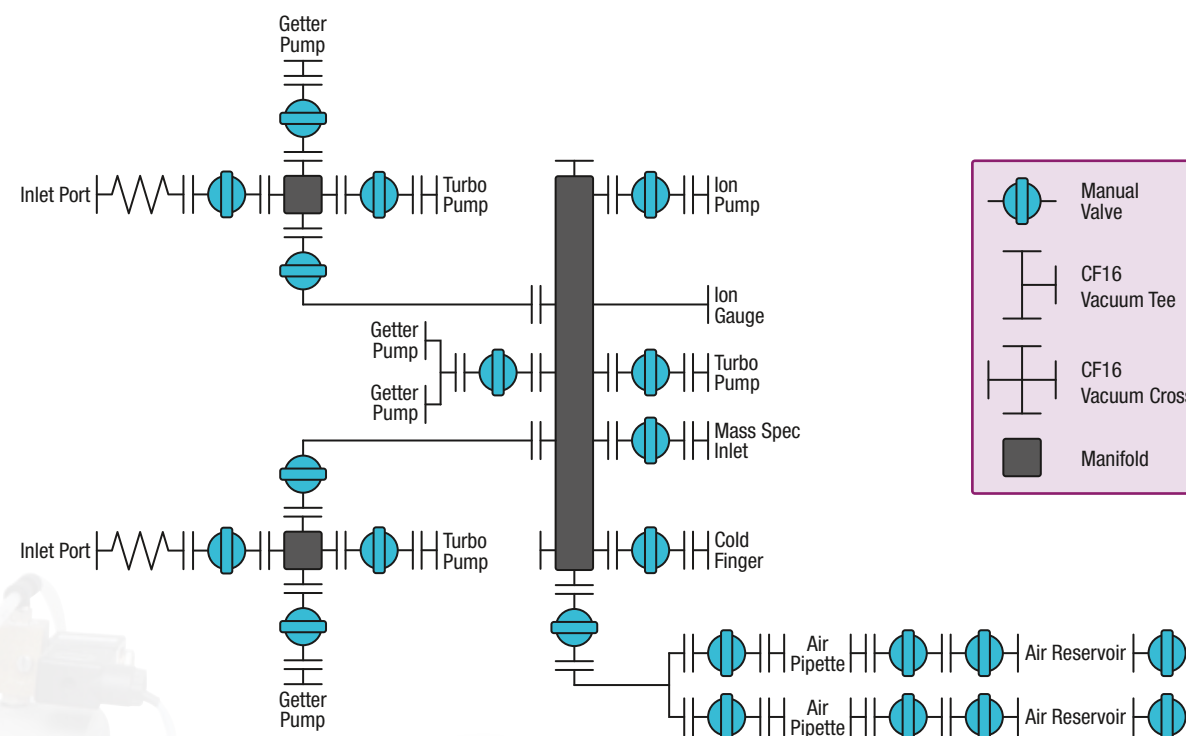 Getter
Pump
Inlet Port
Turbo
Pump
Ion
Pump
Manual
Valve
CF16
Vacuum Tee
Ion
Gauge
Getter
Pump
Turbo
Pump
CF16
Vacuum Cross
Getter
Pump
Mass Spec
Inlet
Manifold
Inlet Port
Turbo
Pump
Cold
Finger
Air
Pipette
Air Reservoir
Getter
Pump
Air
Pipette
Air Reservoir